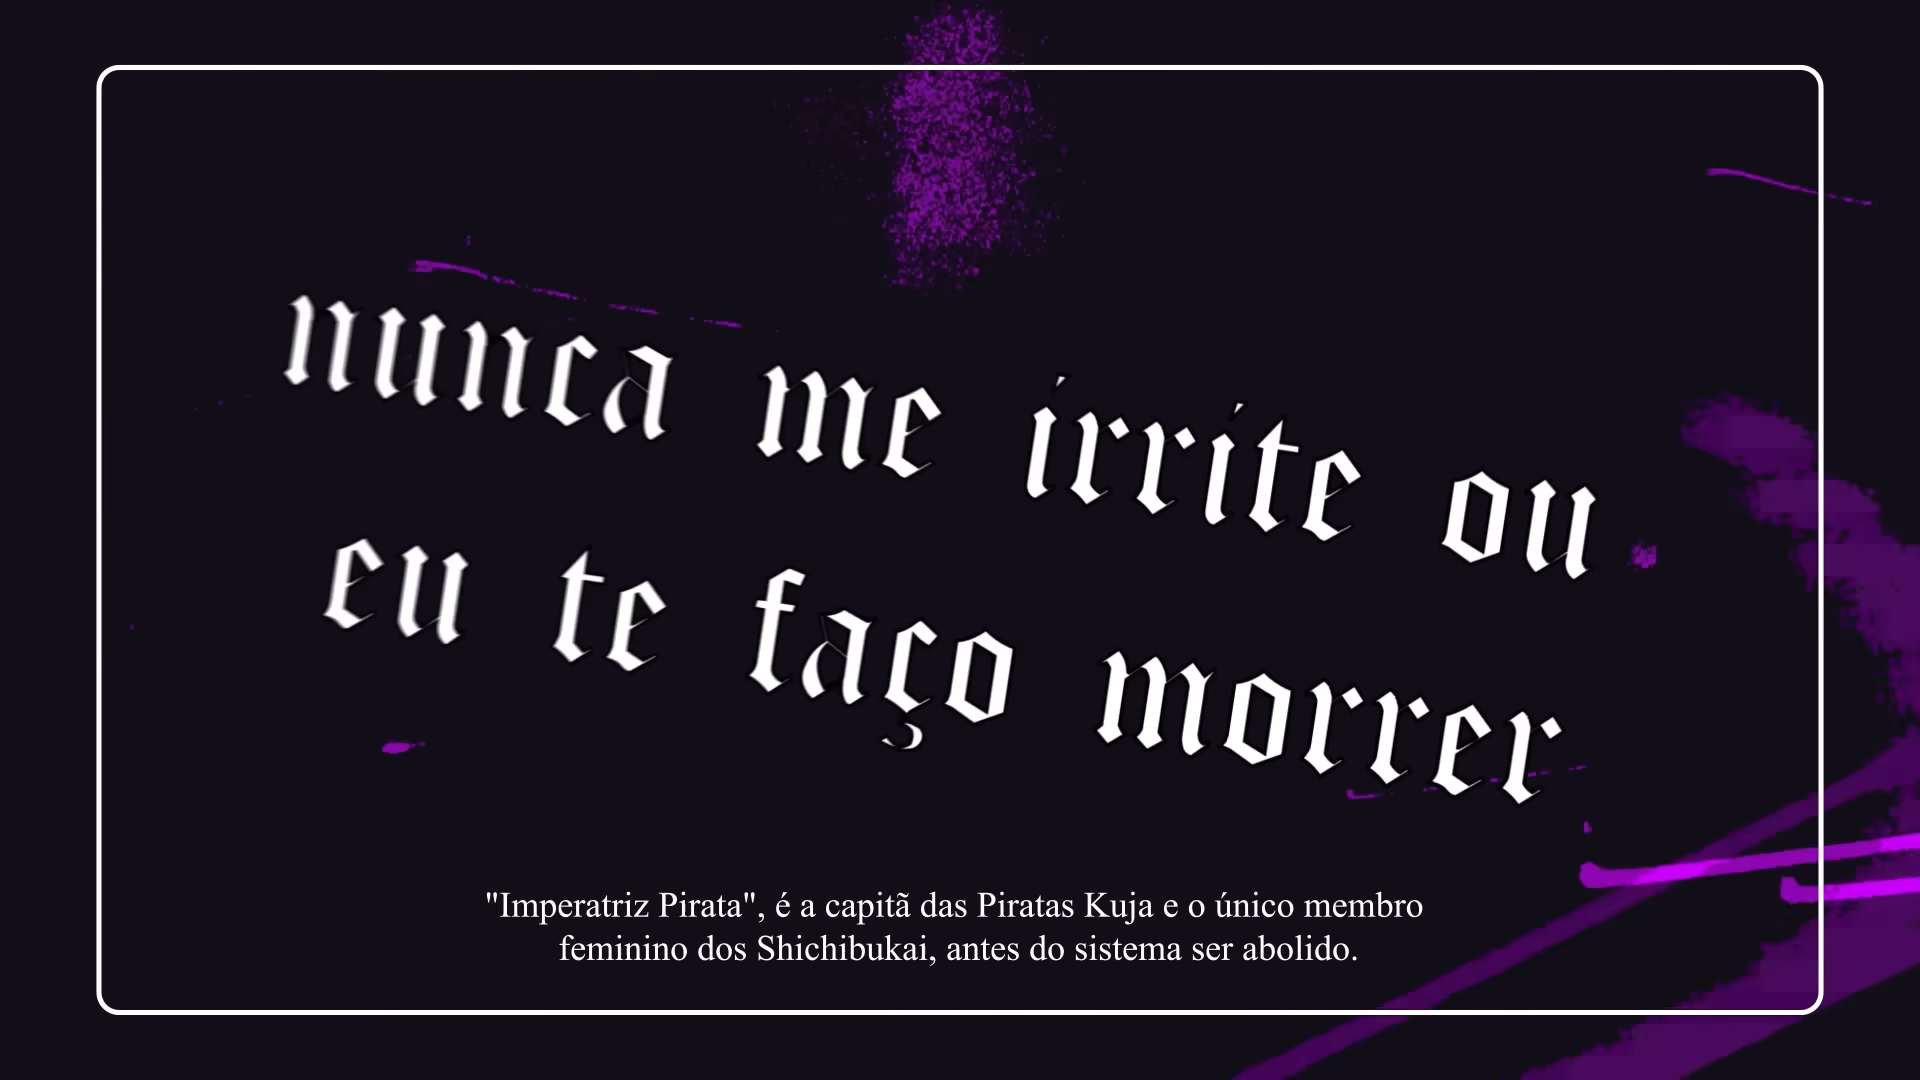 nunca me irrite ou
eu te faço morrer
"Imperatriz Pirata", é a capitã das Piratas Kuja e o único membro
feminino dos Shichibukai, antes do sistema ser abolido.